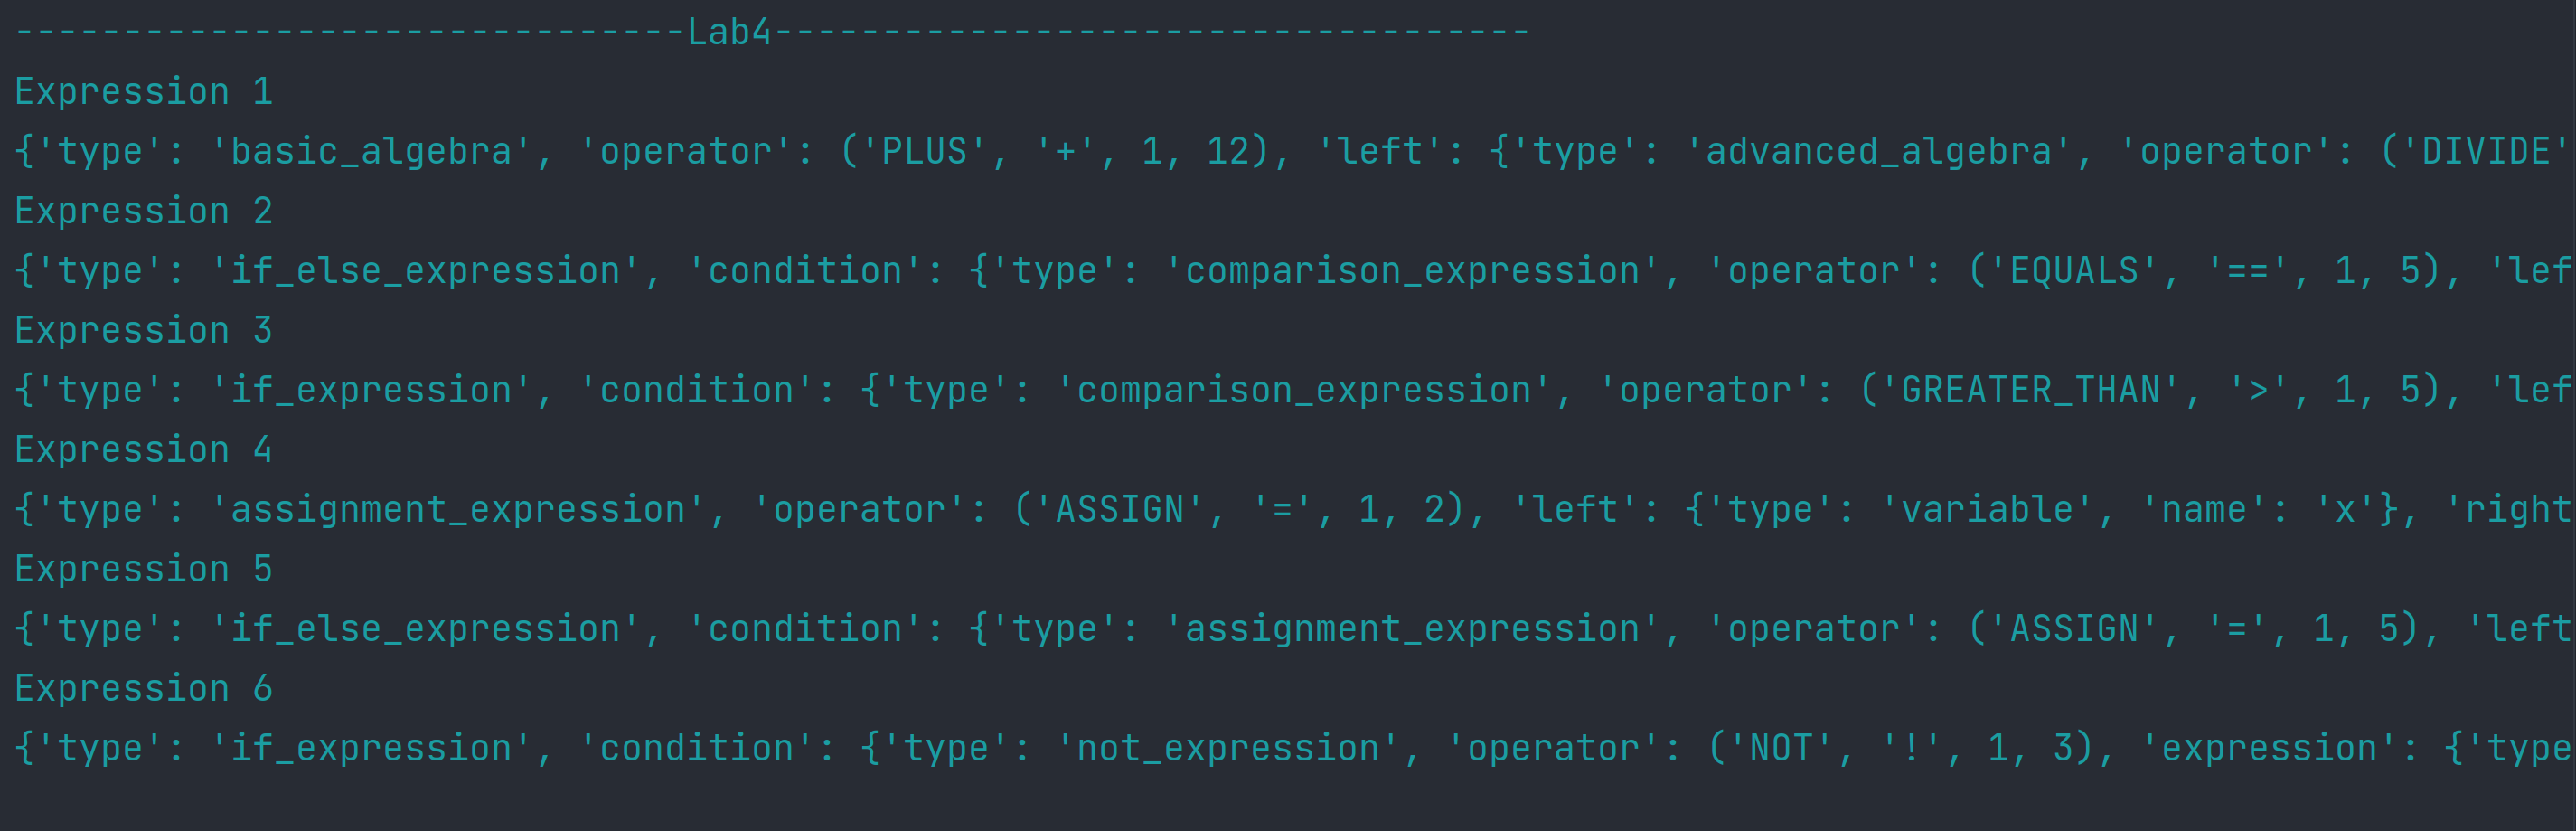 -------------------------------Lab4-----------------------------------
Expression 1
{'type': 'basic_algebra', 'operator': ('PLUS', '+', 1, 12), 'left': {'type': 'advanced_algebra', 'operator': ('DIVIDE'
Expression 2
{'type': 'if_else_expression', 'condition': {'type': 'comparison_expression', 'operator': ('EQUALS', '==', 1, 5), 'lef
Expression 3
{'type': 'if_expression', 'condition': {'type': 'comparison_expression', 'operator': ('GREATER_THAN', '>', 1, 5), 'lef
Expression 4
{'type': 'assignment_expression', 'operator': ('ASSIGN', '=', 1, 2), 'left': {'type': 'variable', 'name': 'x'}, 'right
Expression 5
{'type': 'if_else_expression', 'condition': {'type': 'assignment_expression', 'operator': ('ASSIGN', '=', 1, 5), 'left
Expression 6
{'type': 'if_expression', 'condition': {'type': 'not_expression', 'operator': ('NOT', '!', 1, 3), 'expression': {'type